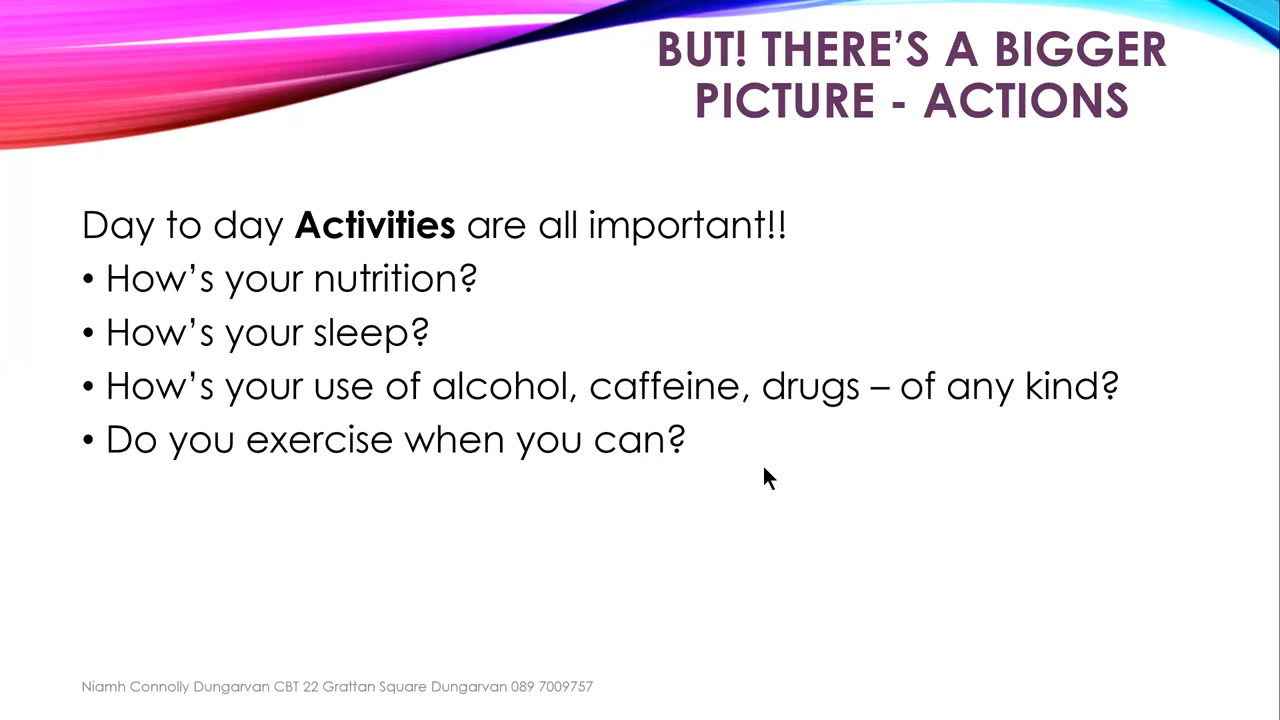 BUT! THERE’S A BIGGER
PICTURE - ACTIONS
Day to day Activities are all important!!
• How’s your nutrition?
• How’s your sleep?
• How’s your use of alcohol, caffeine, drugs – of any kind?
• Do you exercise when you can?
Niamh Connolly Dungarvan CBT 22 Grattan Square Dungarvan 089 7009757